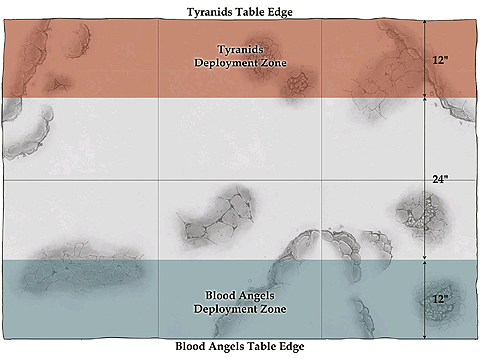 Tyranids Table Edge
Tyranids
Deployment Zone
12"
24"
Blood Angels
Deployment Zone
12"
Blood Angels Table Edge